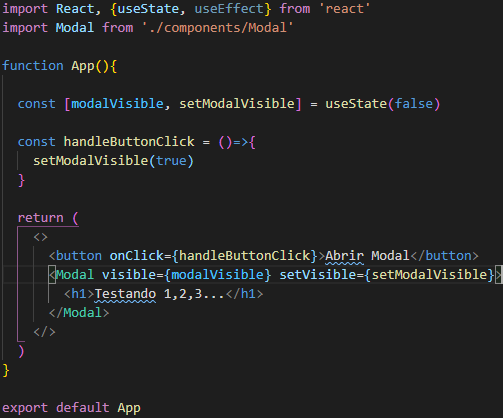 import React, {useState, useEffect} from 'react'
import Modal from './components/Modal'
function App(){
const [modalVisible, setModalVisible] = useState(false)
const handleButtonClick = ()=>{
setModalVisible(true)
}
return (
<>
<button onClick={handleButtonClick}>Abrir Modal</button>
<Modal visible={modalVisible} setVisible={setModalVisible}>
<h1>Testando 1,2,3...</h1>
</Modal>
</>
)
}
export default App